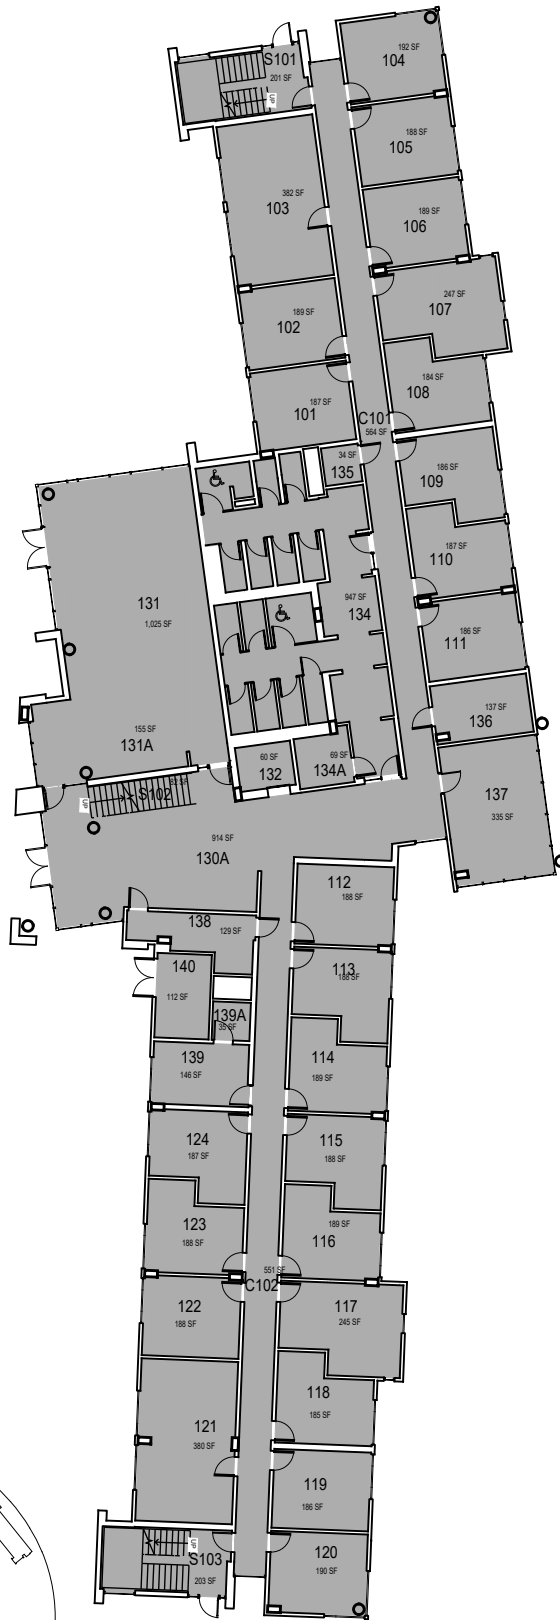 192 SF
104
S101
201 SF
UP
188 SF
105
382 SF
103
189 SF
106
247 SF
107
189 SF
102
184 SF
108
187 SF
101
C101
564 SF
34 SF
135
186 SF
109
187 SF
110
131
1,025 SF
947 SF
134
186 SF
111
137 SF
136
155 SF
131A
60 SF
132
69 SF
134A
S102
UP
137
335 SF
914 SF
130A
112
188 SF
138
129 SF
140
112 SF
113
188 SF
139A
35 SF
139
146 SF
114
189 SF
124
187 SF
115
188 SF
123
188 SF
189 SF
116
551 SF
C102
122
188 SF
117
245 SF
118
185 SF
121
380 SF
119
186 SF
UP
S103
203 SF
120
190 SF